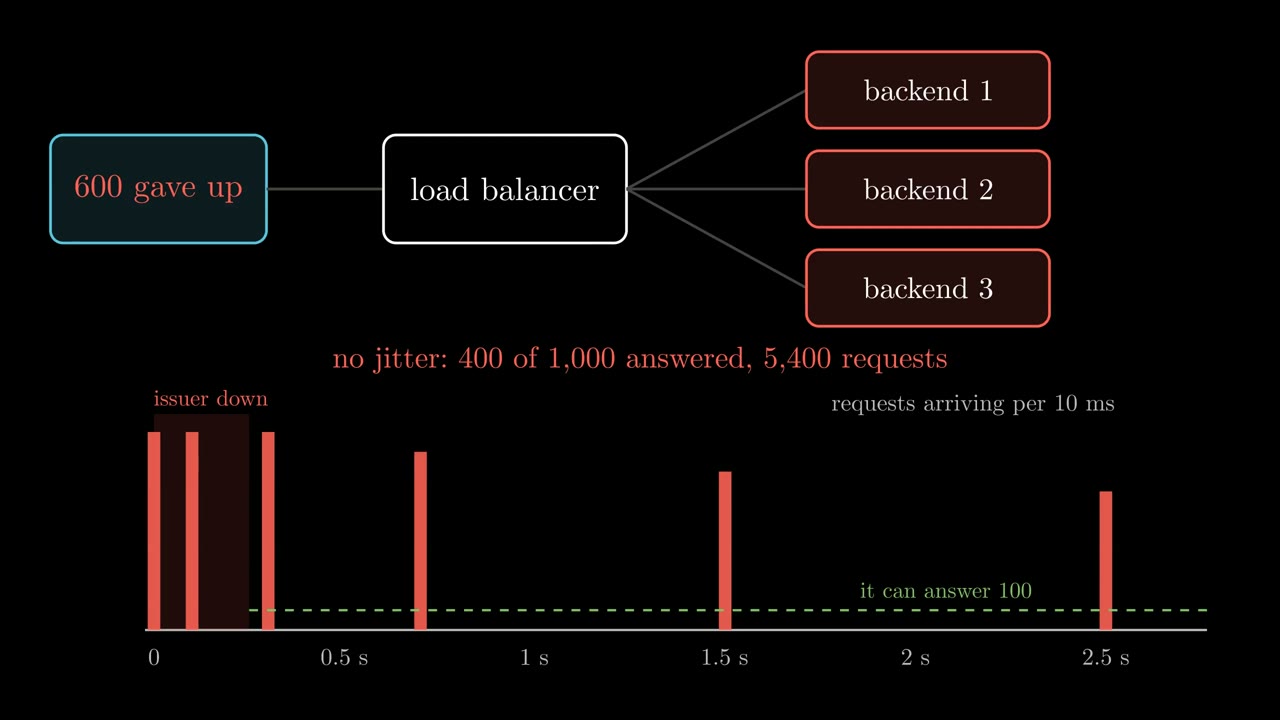 backend 1
600 gave up
load balancer
backend 2
backend 3
no jitter: 400 of 1,000 answered, 5,400 requests
issuer down
requests arriving per 10 ms
it can answer 100
0
0.5 s
1 s
1.5 s
2 s
2.5 s